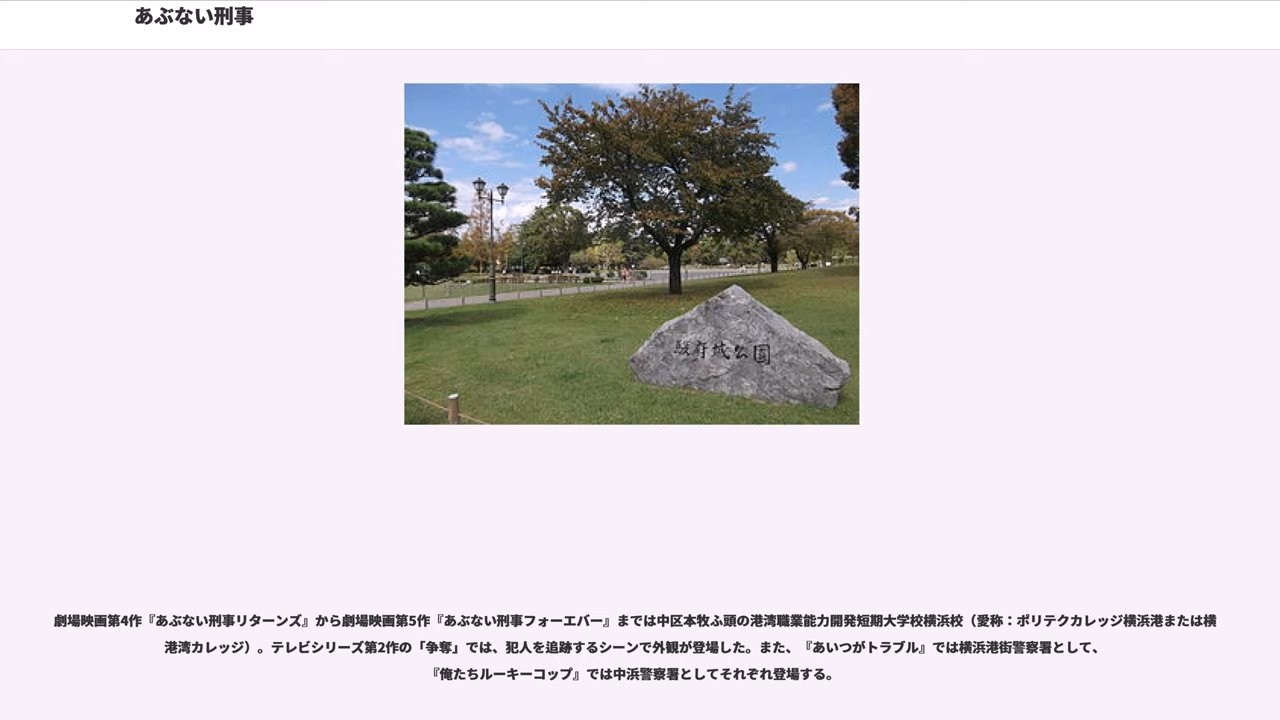 あぶない刑事
駿府城公園
劇場映画第4作『あぶない刑事リターンズ』から劇場映画第5作『あぶない刑事フォーエバー』までは中区本牧ふ頭の港湾職業能力開発短期大学校横浜校（愛称：ポリテクカレッジ横浜港または横
港湾カレッジ）。テレビシリーズ第2作の「争奪」では、犯人を追跡するシーンで外観が登場した。また、『あいつがトラブル』では横浜港街警察署として、
『俺たちルーキーコップ』では中浜警察署としてそれぞれ登場する。